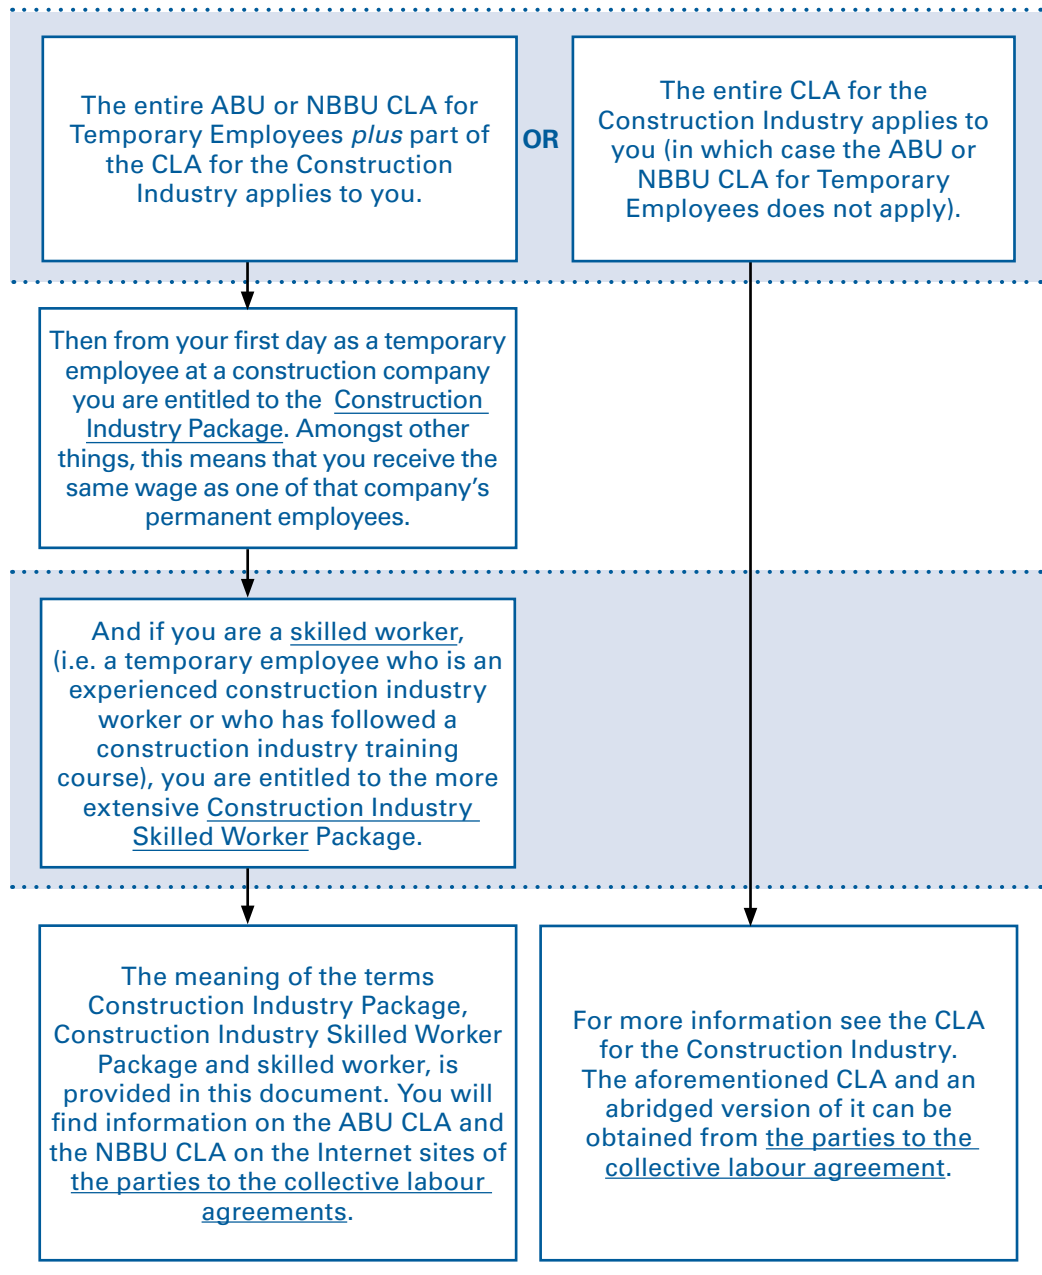 The entire ABU or NBBU CLA for
Temporary Employees plus part of
the CLA for the Construction
Industry applies to you.
OR
The entire CLA for the
Construction Industry applies to
you (in which case the ABU or
NBBU CLA for Temporary
Employees does not apply).
Then from your first day as a temporary
employee at a construction company
you are entitled to the Construction
Industry Package. Amongst other
things, this means that you receive the
same wage as one of that company’s
permanent employees.
And if you are a skilled worker,
(i.e. a temporary employee who is an
experienced construction industry
worker or who has followed a
construction industry training
course), you are entitled to the more
extensive Construction Industry
Skilled Worker Package.
The meaning of the terms
Construction Industry Package,
Construction Industry Skilled Worker
Package and skilled worker, is
provided in this document. You will
find information on the ABU CLA and
the NBBU CLA on the Internet sites of
the parties to the collective labour
agreements.
For more information see the CLA
for the Construction Industry.
The aforementioned CLA and an
abridged version of it can be
obtained from the parties to the
collective labour agreement.